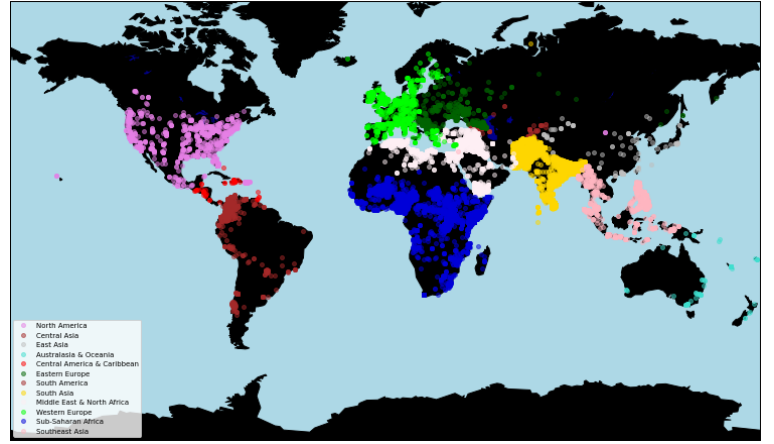 North America
Central Asia
East Asia
Australasia & Oceania
Central America & Caribbean
Eastern Europe
South America
South Asia
Middle East & North Africa
Western Europe
Sub-Saharan Africa
Southeast Asia